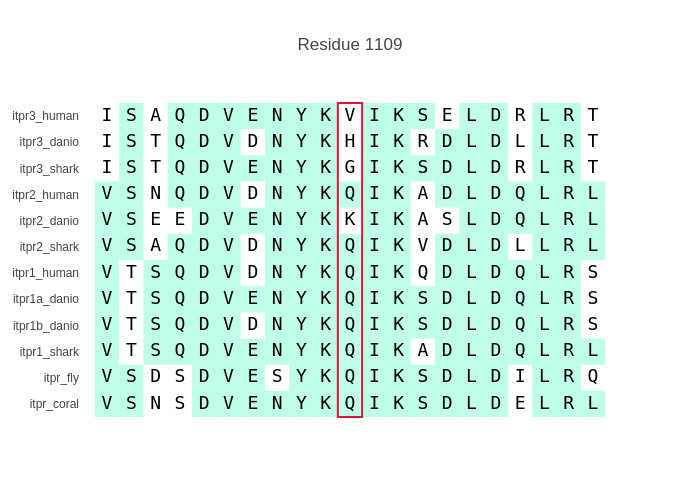 Residue 1109
itpr3_human I S A Q D V E N Y K V I K S E L D R L R T
itpr3_danio I S T Q D V D N Y K H I K R D L D L L R T
itpr3_shark I S T Q D V E N Y K G I K S D L D R L R T
itpr2_human V S N Q D V D N Y K Q I K A D L D Q L R L
itpr2_danio V S E E D V E N Y K K I K A S L D Q L R L
itpr2_shark V S A Q D V D N Y K Q I K V D L D L L R L
itpr1_human V T S Q D V D N Y K Q I K Q D L D Q L R S
itpr1a_danio V T S Q D V E N Y K Q I K S D L D Q L R S
itpr1b_danio V T S Q D V D N Y K Q I K S D L D Q L R S
itpr1_shark V T S Q D V E N Y K Q I K A D L D Q L R L
itpr_fly V S D S D V E S Y K Q I K S D L D I L R Q
itpr_coral V S N S D V E N Y K Q I K S D L D E L R L